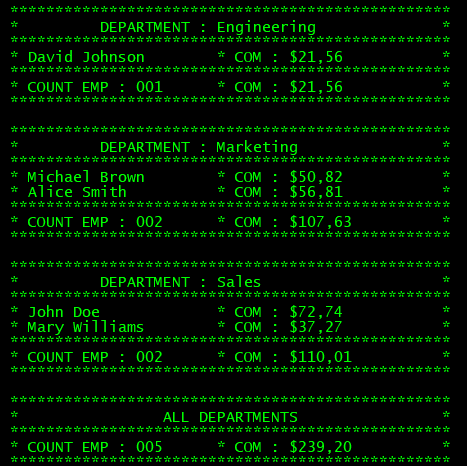 *************************************************
*         DEPARTMENT : Engineering              *
*************************************************
* David Johnson        * COM : $21,56           *
*************************************************
* COUNT EMP : 001      * COM : $21,56           *
*************************************************
*************************************************
*         DEPARTMENT : Marketing                *
*************************************************
* Michael Brown        * COM : $50,82           *
* Alice Smith          * COM : $56,81           *
*************************************************
* COUNT EMP : 002      * COM : $107,63          *
*************************************************
*************************************************
*         DEPARTMENT : Sales                    *
*************************************************
* John Doe             * COM : $72,74           *
* Mary Williams        * COM : $37,27           *
*************************************************
* COUNT EMP : 002      * COM : $110,01          *
*************************************************
*************************************************
*                ALL DEPARTMENTS                *
*************************************************
* COUNT EMP : 005      * COM : $239,20          *
*************************************************